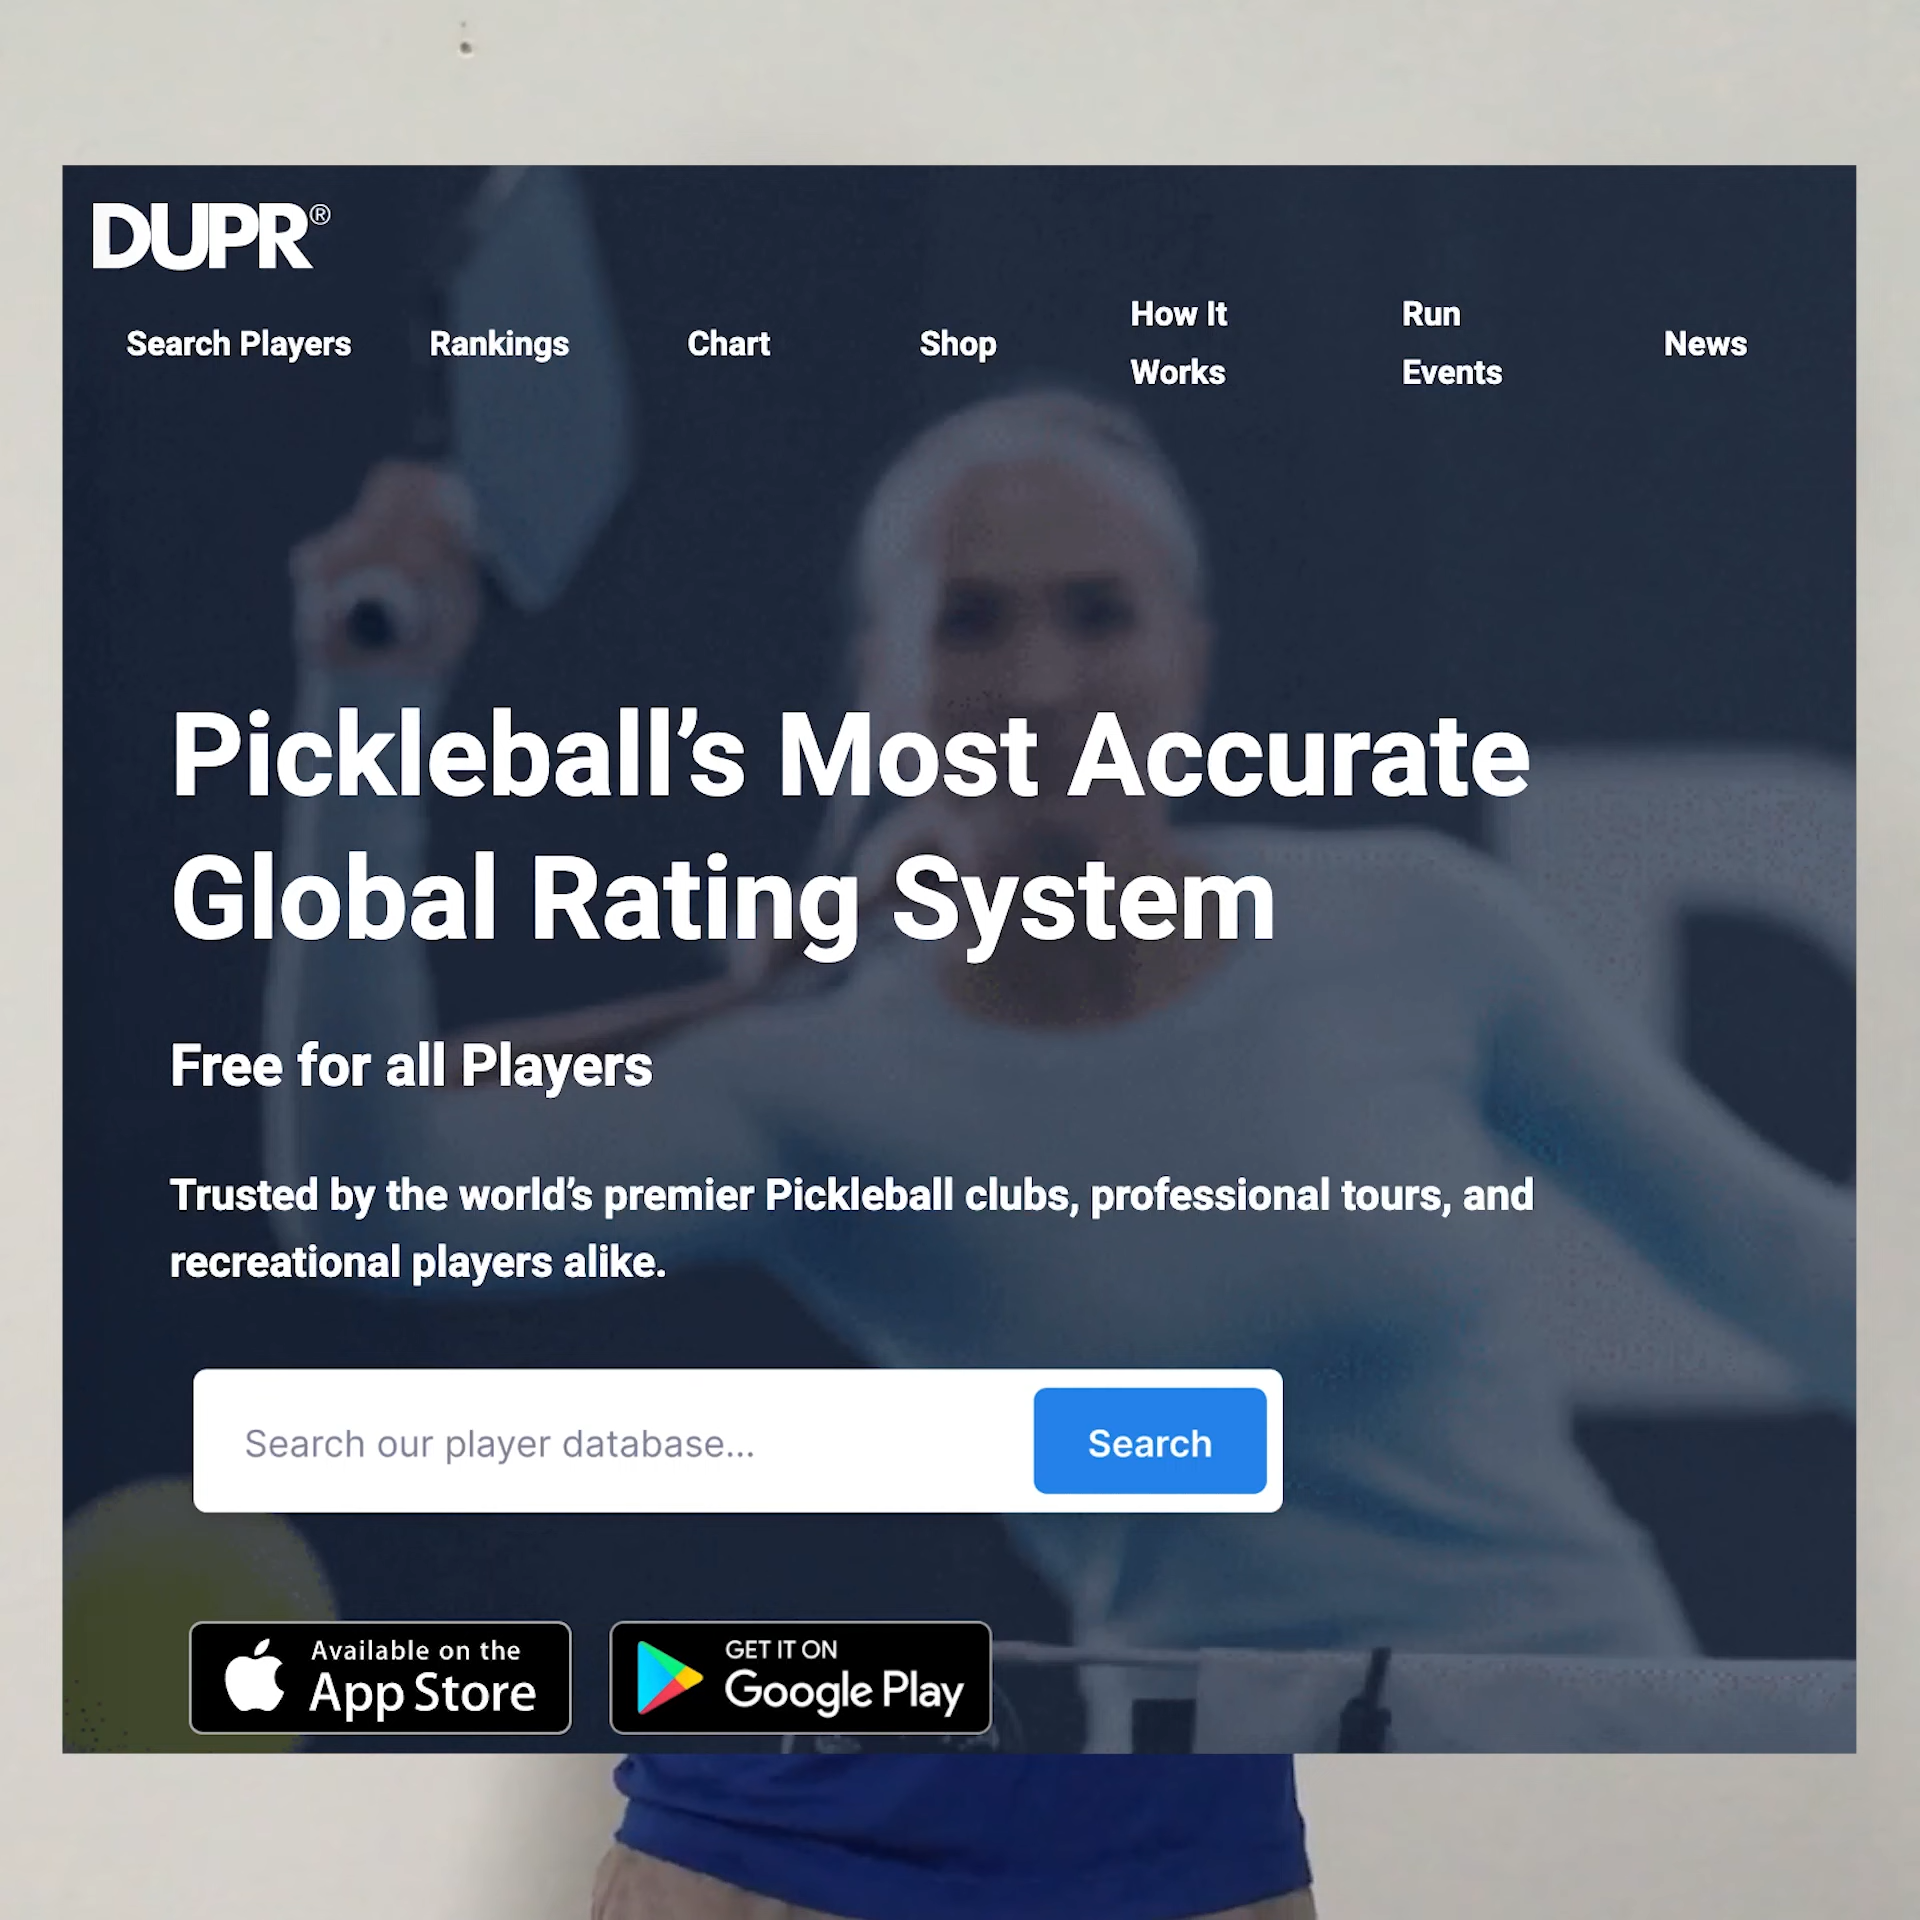 DUPR®
Search Players
Rankings
Chart
Shop
How It
Works
Run
Events
News
Pickleball’s Most Accurate
Global Rating System
Free for all Players
Trusted by the world’s premier Pickleball clubs, professional tours, and
recreational players alike.
Search our player database...
Search
Available on the
App Store
GET IT ON
Google Play